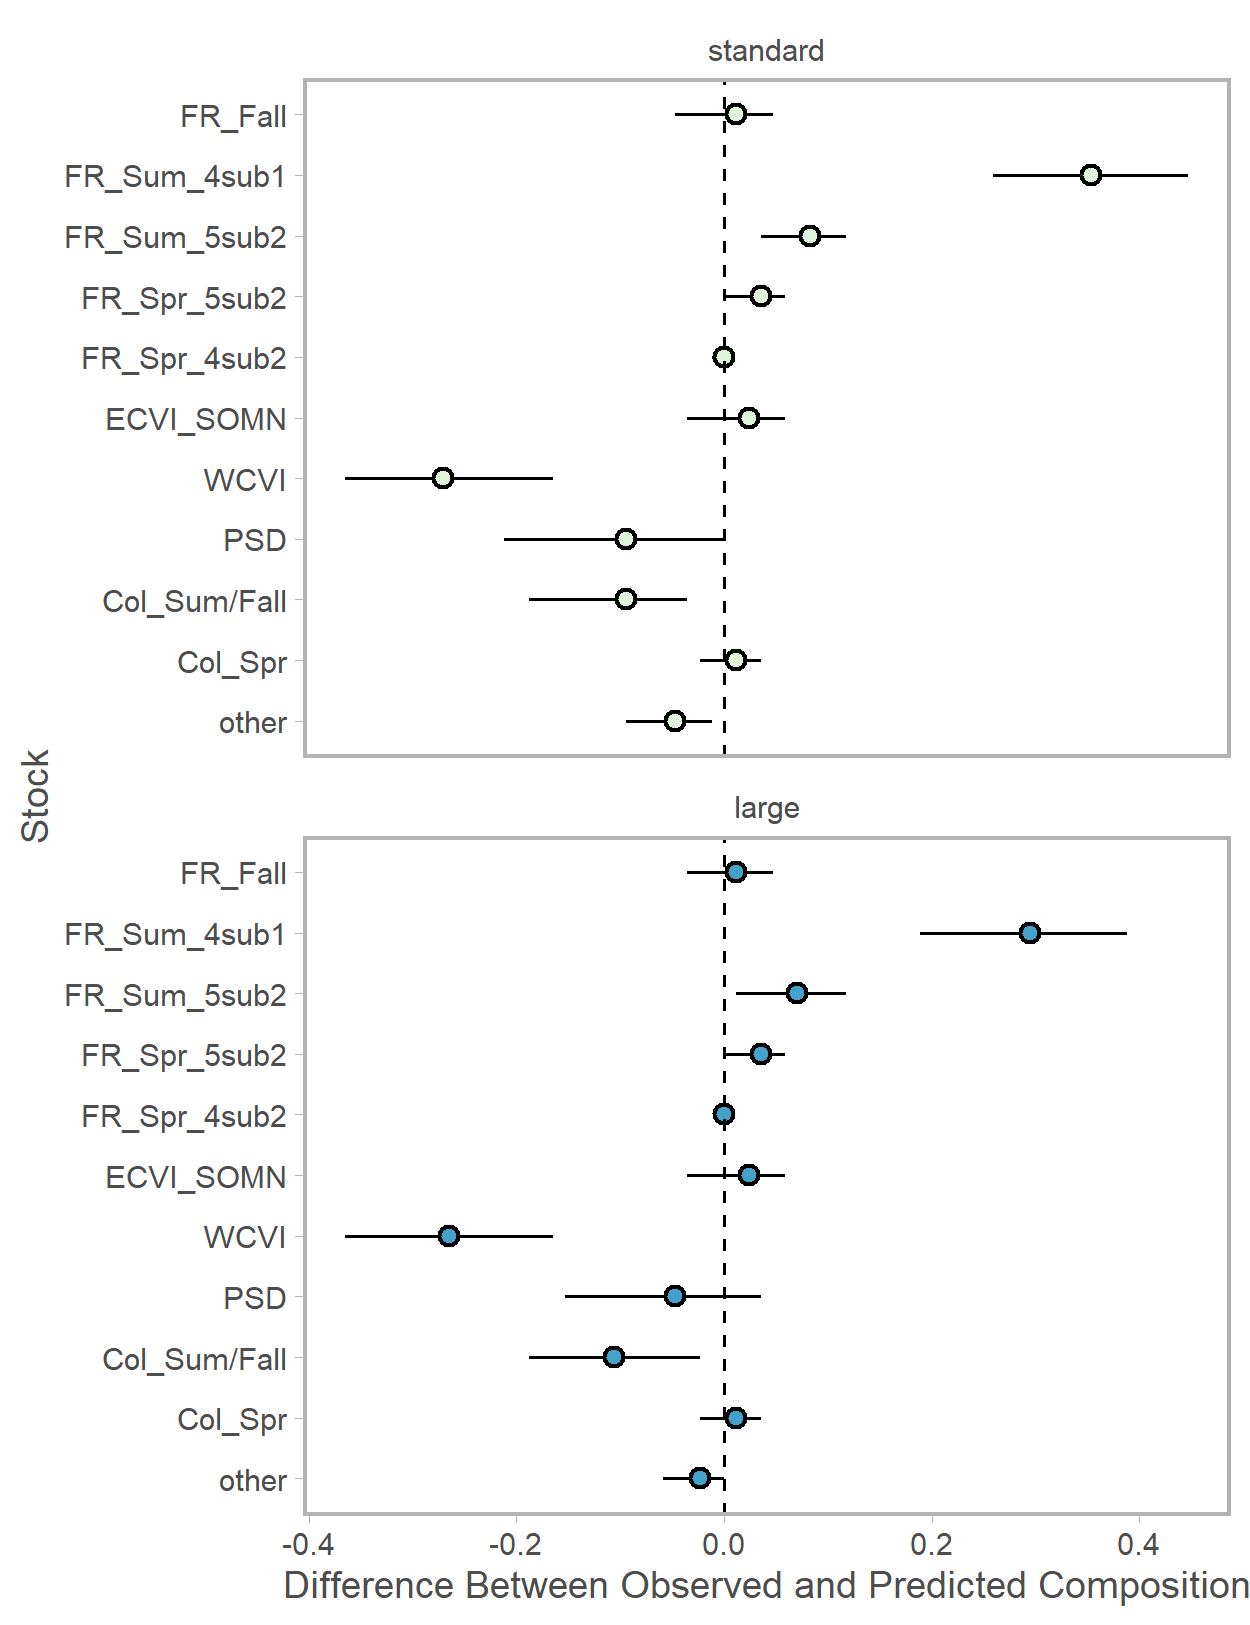 standard
FR_Fall
FR_Sum_4sub1
FR_Sum_5sub2
FR_Spr_5sub2
FR_Spr_4sub2
ECVI_SOMN
WCVI
PSD
Col_Sum/Fall
Col_Spr
other
Stock
large
FR_Fall
FR_Sum_4sub1
FR_Sum_5sub2
FR_Spr_5sub2
FR_Spr_4sub2
ECVI_SOMN
WCVI
PSD
Col_Sum/Fall
Col_Spr
other
-0.4 -0.2 0.0 0.2 0.4
Difference Between Observed and Predicted Composition